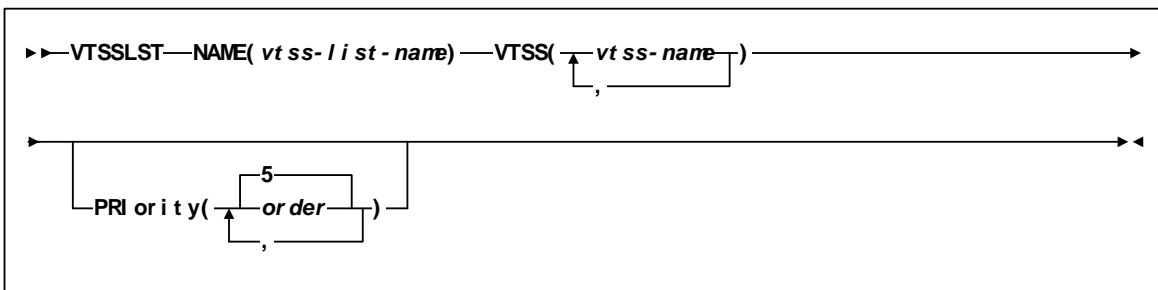 VTSSLST NAME(vtss-list-name) VTSS( vtss-name )
,
5
PRIority( order )
,